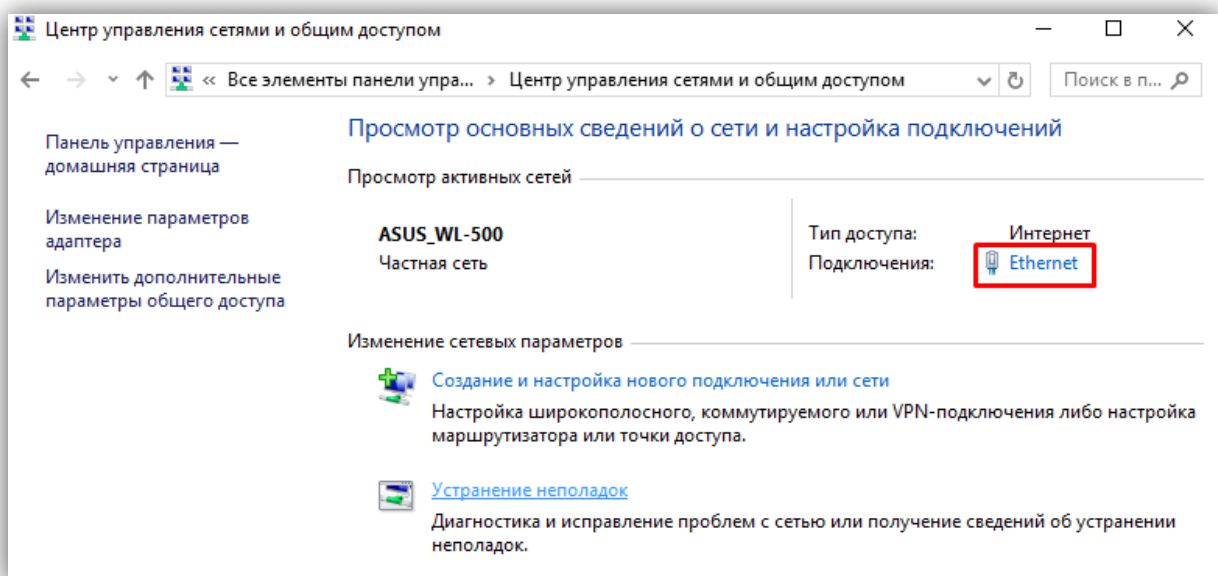 Центр управления сетями и общим доступом
« Все элементы панели упра... › Центр управления сетями и общим доступом
Поиск в п...
Панель управления —
домашняя страница
Изменение параметров
адаптера
Изменить дополнительные
параметры общего доступа
Просмотр основных сведений о сети и настройка подключений
Просмотр активных сетей
ASUS_WL-500
Частная сеть
Тип доступа: Интернет
Подключения: Ethernet
Изменение сетевых параметров
Создание и настройка нового подключения или сети
Настройка широкополосного, коммутируемого или VPN-подключения либо настройка
маршрутизатора или точки доступа.
Устранение неполадок
Диагностика и исправление проблем с сетью или получение сведений об устранении
неполадок.